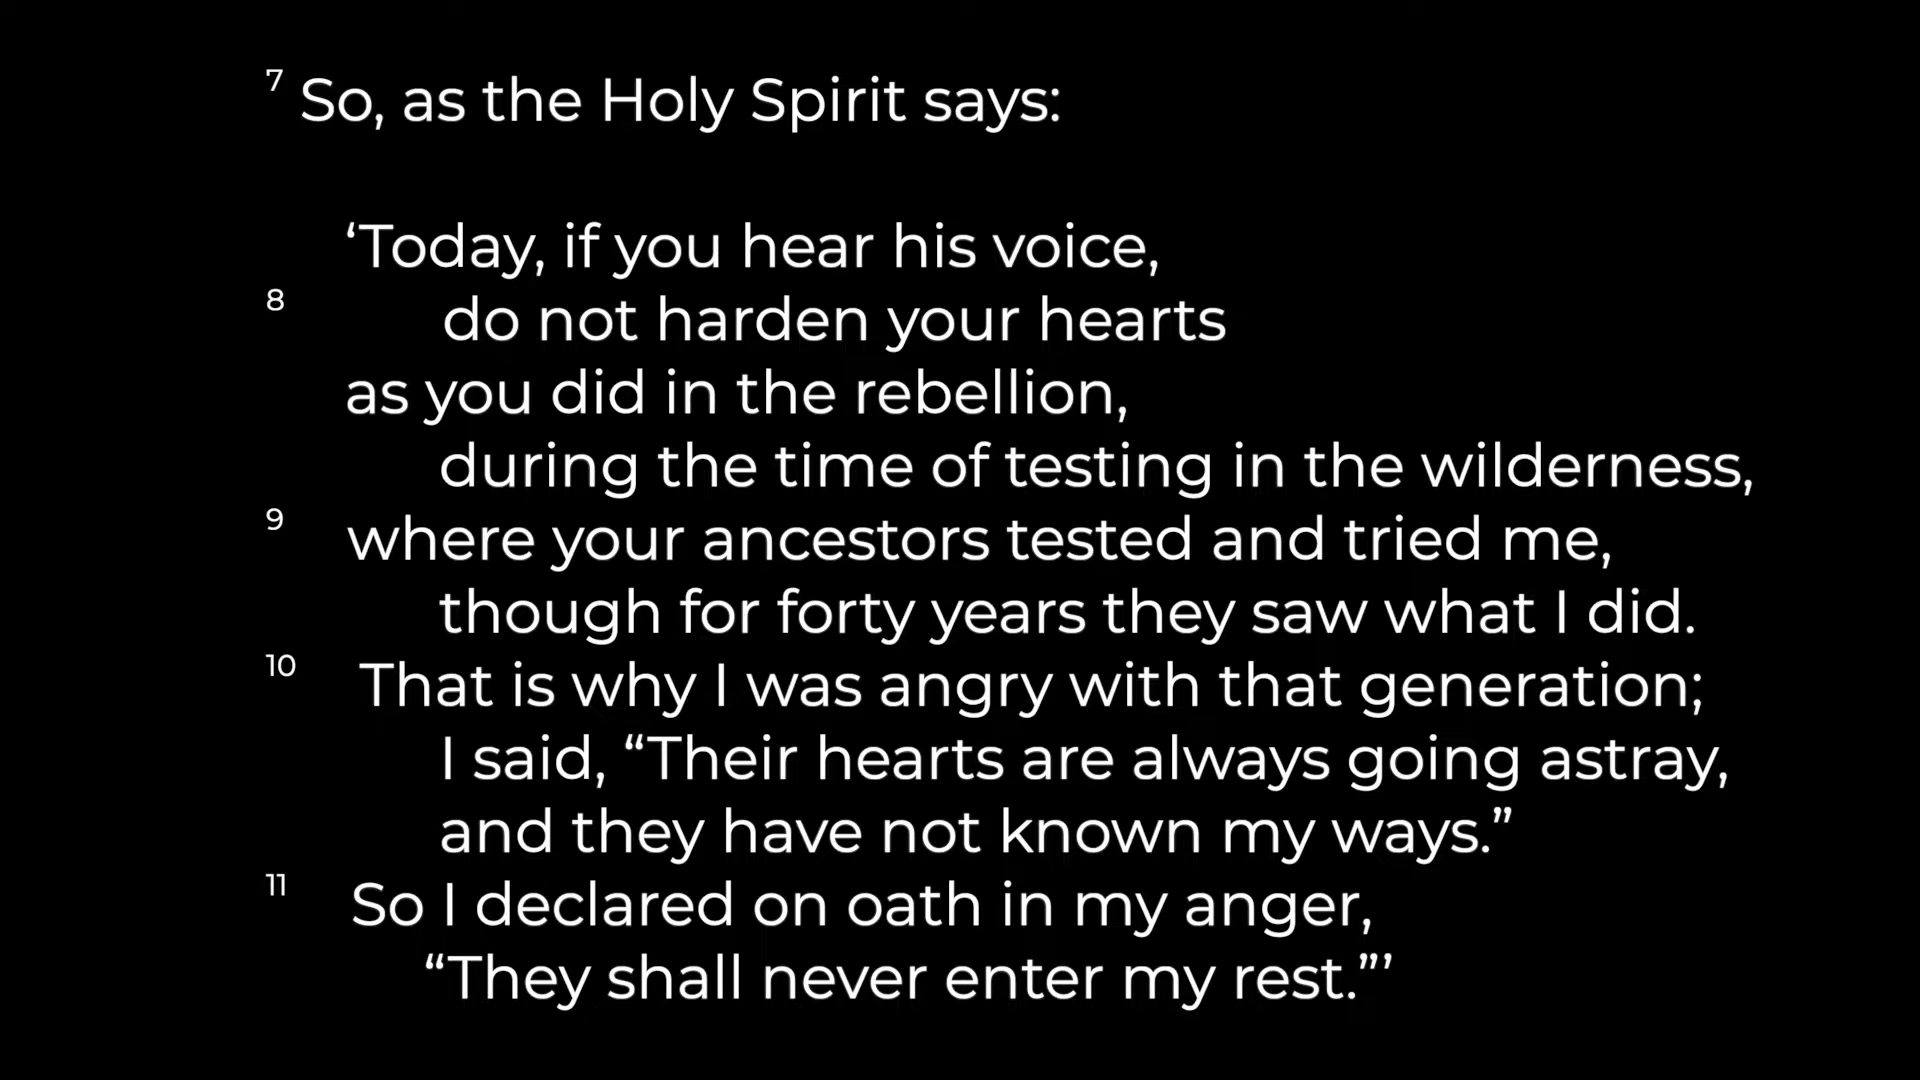 7 So, as the Holy Spirit says:
‘Today, if you hear his voice,
8 do not harden your hearts
as you did in the rebellion,
during the time of testing in the wilderness,
9 where your ancestors tested and tried me,
though for forty years they saw what I did.
10 That is why I was angry with that generation;
I said, “Their hearts are always going astray,
and they have not known my ways.”
11 So I declared on oath in my anger,
“They shall never enter my rest.”’